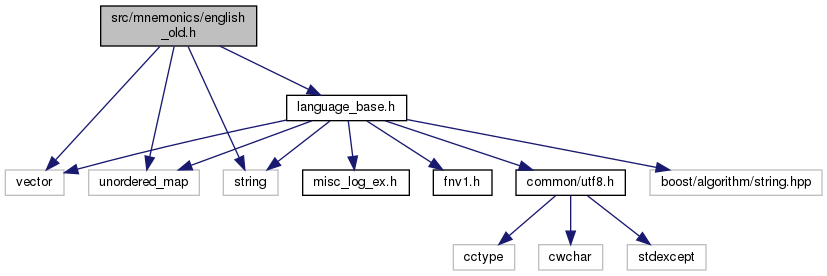 src/mnemonics/english
_old.h
language_base.h
vector
unordered_map
string
misc_log_ex.h
fnv1.h
common/utf8.h
boost/algorithm/string.hpp
cctype
cwchar
stdexcept